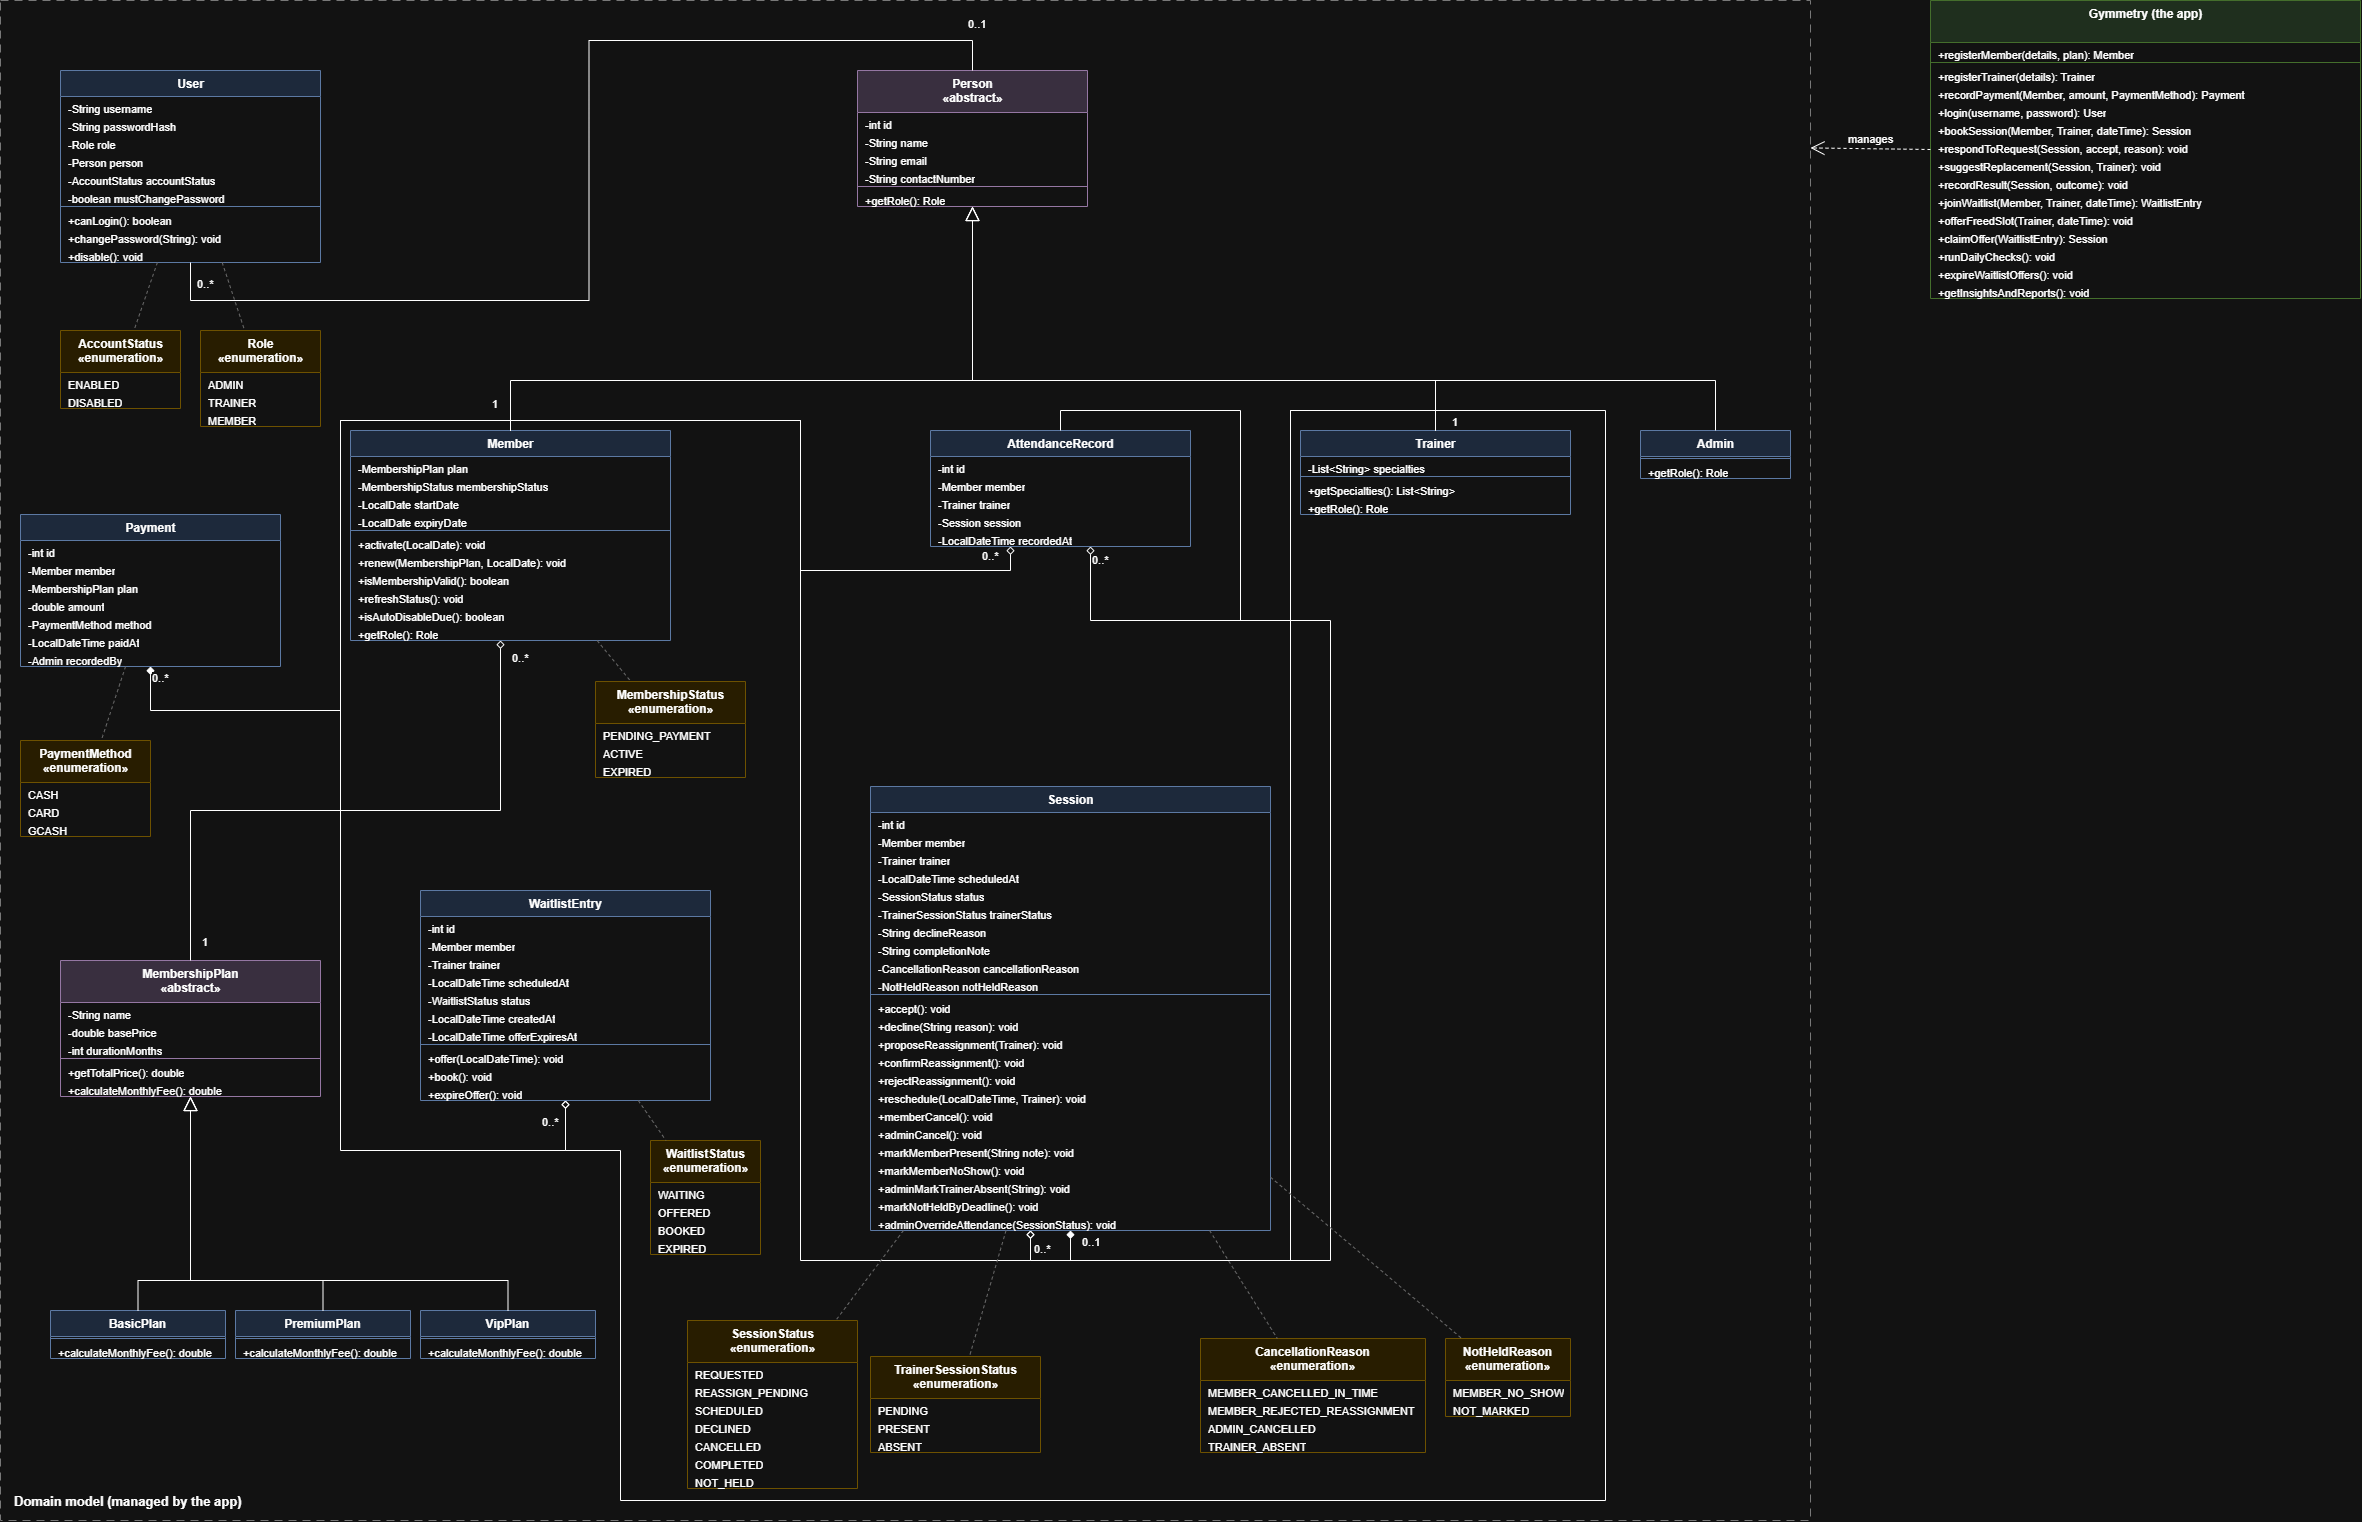 0..1
Gymmetry (the app)
+registerMember(details, plan): Member
+registerTrainer(details): Trainer
+recordPayment(Member, amount, PaymentMethod): Payment
+login(username, password): User
+bookSession(Member, Trainer, dateTime): Session
+respondToRequest(Session, accept, reason): void
+suggestReplacement(Session, Trainer): void
+recordResult(Session, outcome): void
+joinWaitlist(Member, Trainer, dateTime): WaitlistEntry
+offerFreedSlot(Trainer, dateTime): void
+claimOffer(WaitlistEntry): Session
+runDailyChecks(): void
+expireWaitlistOffers(): void
+getInsightsAndReports(): void
manages
User
-String username
-String passwordHash
-Role role
-Person person
-AccountStatus accountStatus
-boolean mustChangePassword
+canLogin(): boolean
+changePassword(String): void
+disable(): void
0..*
Person
«abstract»
-int id
-String name
-String email
-String contactNumber
+getRole(): Role
AccountStatus
«enumeration»
ENABLED
DISABLED
Role
«enumeration»
ADMIN
TRAINER
MEMBER
1
Member
-MembershipPlan plan
-MembershipStatus membershipStatus
-LocalDate startDate
-LocalDate expiryDate
+activate(LocalDate): void
+renew(MembershipPlan, LocalDate): void
+isMembershipValid(): boolean
+refreshStatus(): void
+isAutoDisableDue(): boolean
+getRole(): Role
0..*
AttendanceRecord
-int id
-Member member
-Trainer trainer
-Session session
-LocalDateTime recordedAt
0..*
0..*
1
Trainer
-List<String> specialties
+getSpecialties(): List<String>
+getRole(): Role
Admin
+getRole(): Role
Payment
-int id
-Member member
-MembershipPlan plan
-double amount
-PaymentMethod method
-LocalDateTime paidAt
-Admin recordedBy
0..*
MembershipStatus
«enumeration»
PENDING_PAYMENT
ACTIVE
EXPIRED
PaymentMethod
«enumeration»
CASH
CARD
GCASH
Session
-int id
-Member member
-Trainer trainer
-LocalDateTime scheduledAt
-SessionStatus status
-TrainerSessionStatus trainerStatus
-String declineReason
-String completionNote
-CancellationReason cancellationReason
-NotHeldReason notHeldReason
+accept(): void
+decline(String reason): void
+proposeReassignment(Trainer): void
+confirmReassignment(): void
+rejectReassignment(): void
+reschedule(LocalDateTime, Trainer): void
+memberCancel(): void
+adminCancel(): void
+markMemberPresent(String note): void
+markMemberNoShow(): void
+adminMarkTrainerAbsent(String): void
+markNotHeldByDeadline(): void
+adminOverrideAttendance(SessionStatus): void
0..*
0..1
WaitlistEntry
-int id
-Member member
-Trainer trainer
-LocalDateTime scheduledAt
-WaitlistStatus status
-LocalDateTime createdAt
-LocalDateTime offerExpiresAt
+offer(LocalDateTime): void
+book(): void
+expireOffer(): void
0..*
1
MembershipPlan
«abstract»
-String name
-double basePrice
-int durationMonths
+getTotalPrice(): double
+calculateMonthlyFee(): double
WaitlistStatus
«enumeration»
WAITING
OFFERED
BOOKED
EXPIRED
BasicPlan
+calculateMonthlyFee(): double
PremiumPlan
+calculateMonthlyFee(): double
VipPlan
+calculateMonthlyFee(): double
SessionStatus
«enumeration»
REQUESTED
REASSIGN_PENDING
SCHEDULED
DECLINED
CANCELLED
COMPLETED
NOT_HELD
TrainerSessionStatus
«enumeration»
PENDING
PRESENT
ABSENT
CancellationReason
«enumeration»
MEMBER_CANCELLED_IN_TIME
MEMBER_REJECTED_REASSIGNMENT
ADMIN_CANCELLED
TRAINER_ABSENT
NotHeldReason
«enumeration»
MEMBER_NO_SHOW
NOT_MARKED
Domain model (managed by the app)